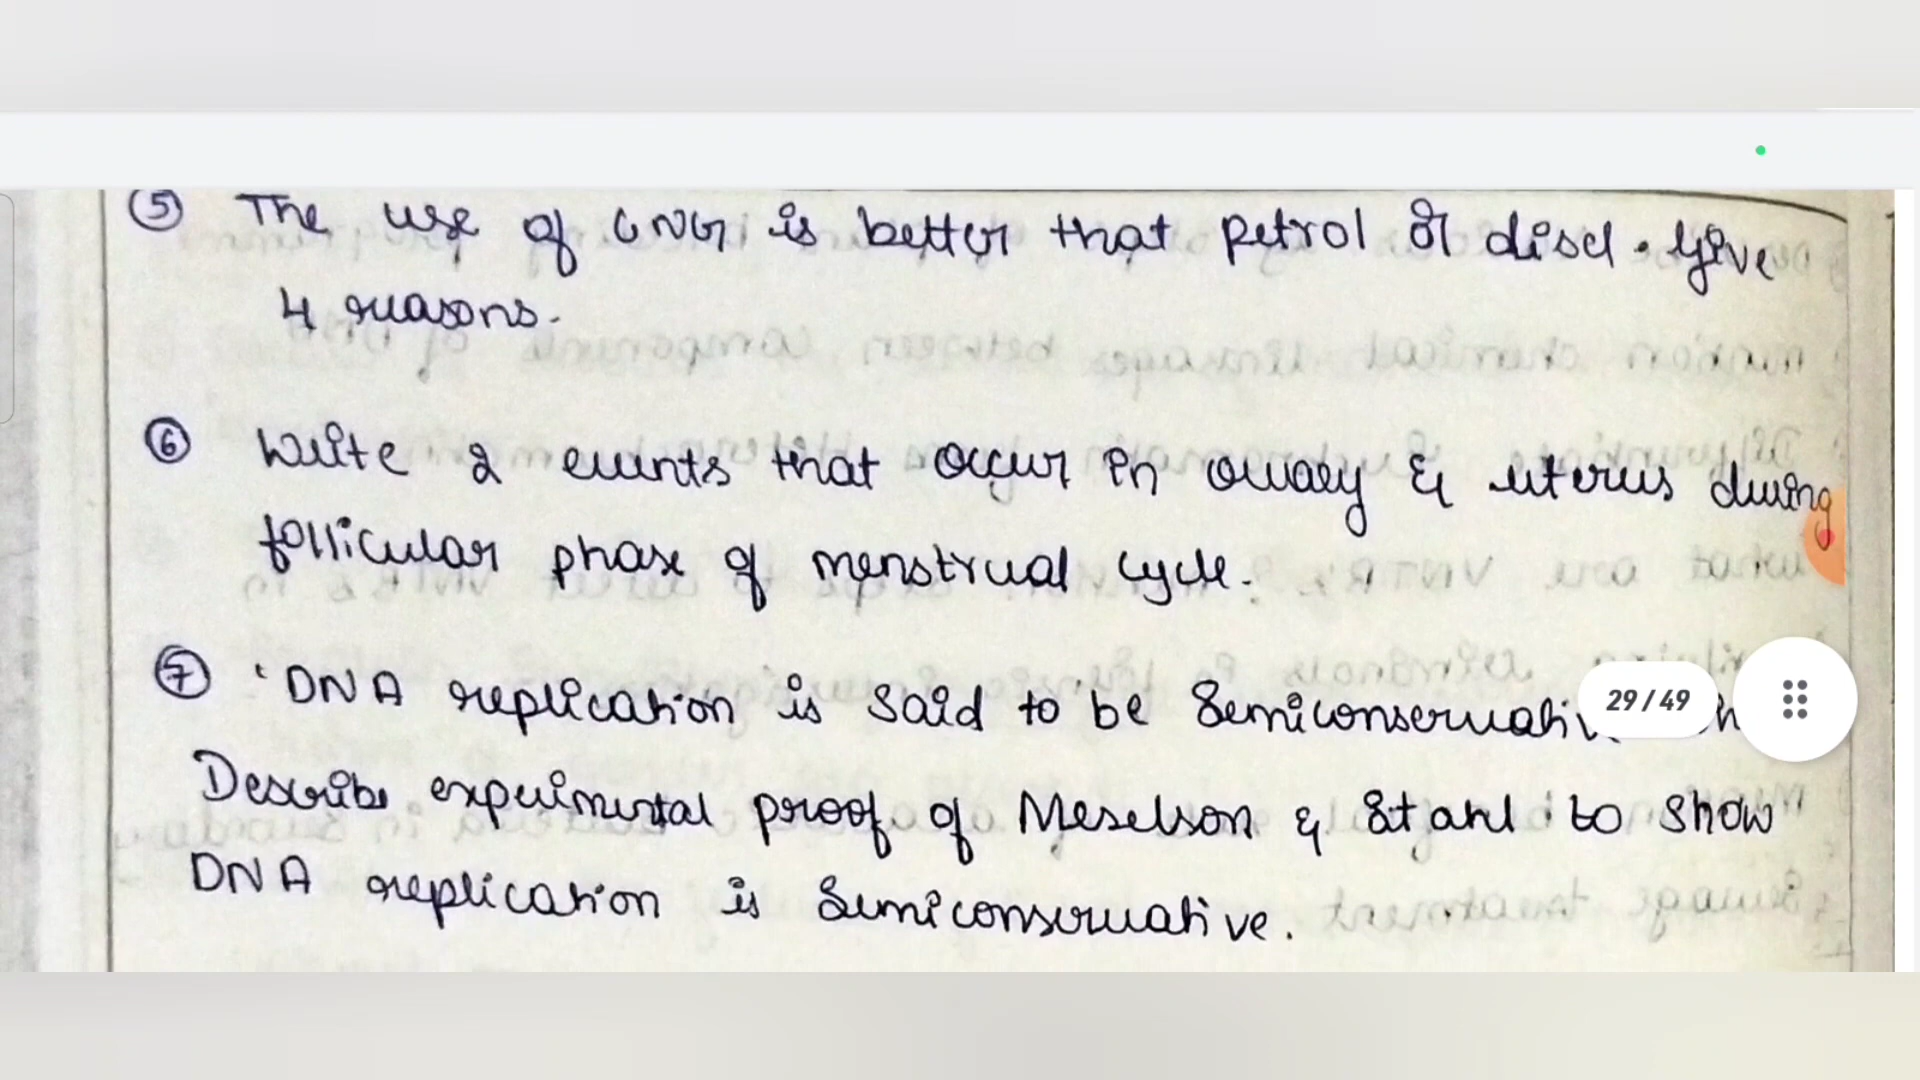 ⑤ The use of CNG is better that petrol or disel. Give
4 reasons.
⑥ Write 2 events that occur in ovary & uterus during
follicular phase of menstrual cycle.
⑦ 'DNA replication is said to be Semiconservativ
29/49
Describe experimental proof of Meselson & Stahl to show
DNA replication is Semiconservative.